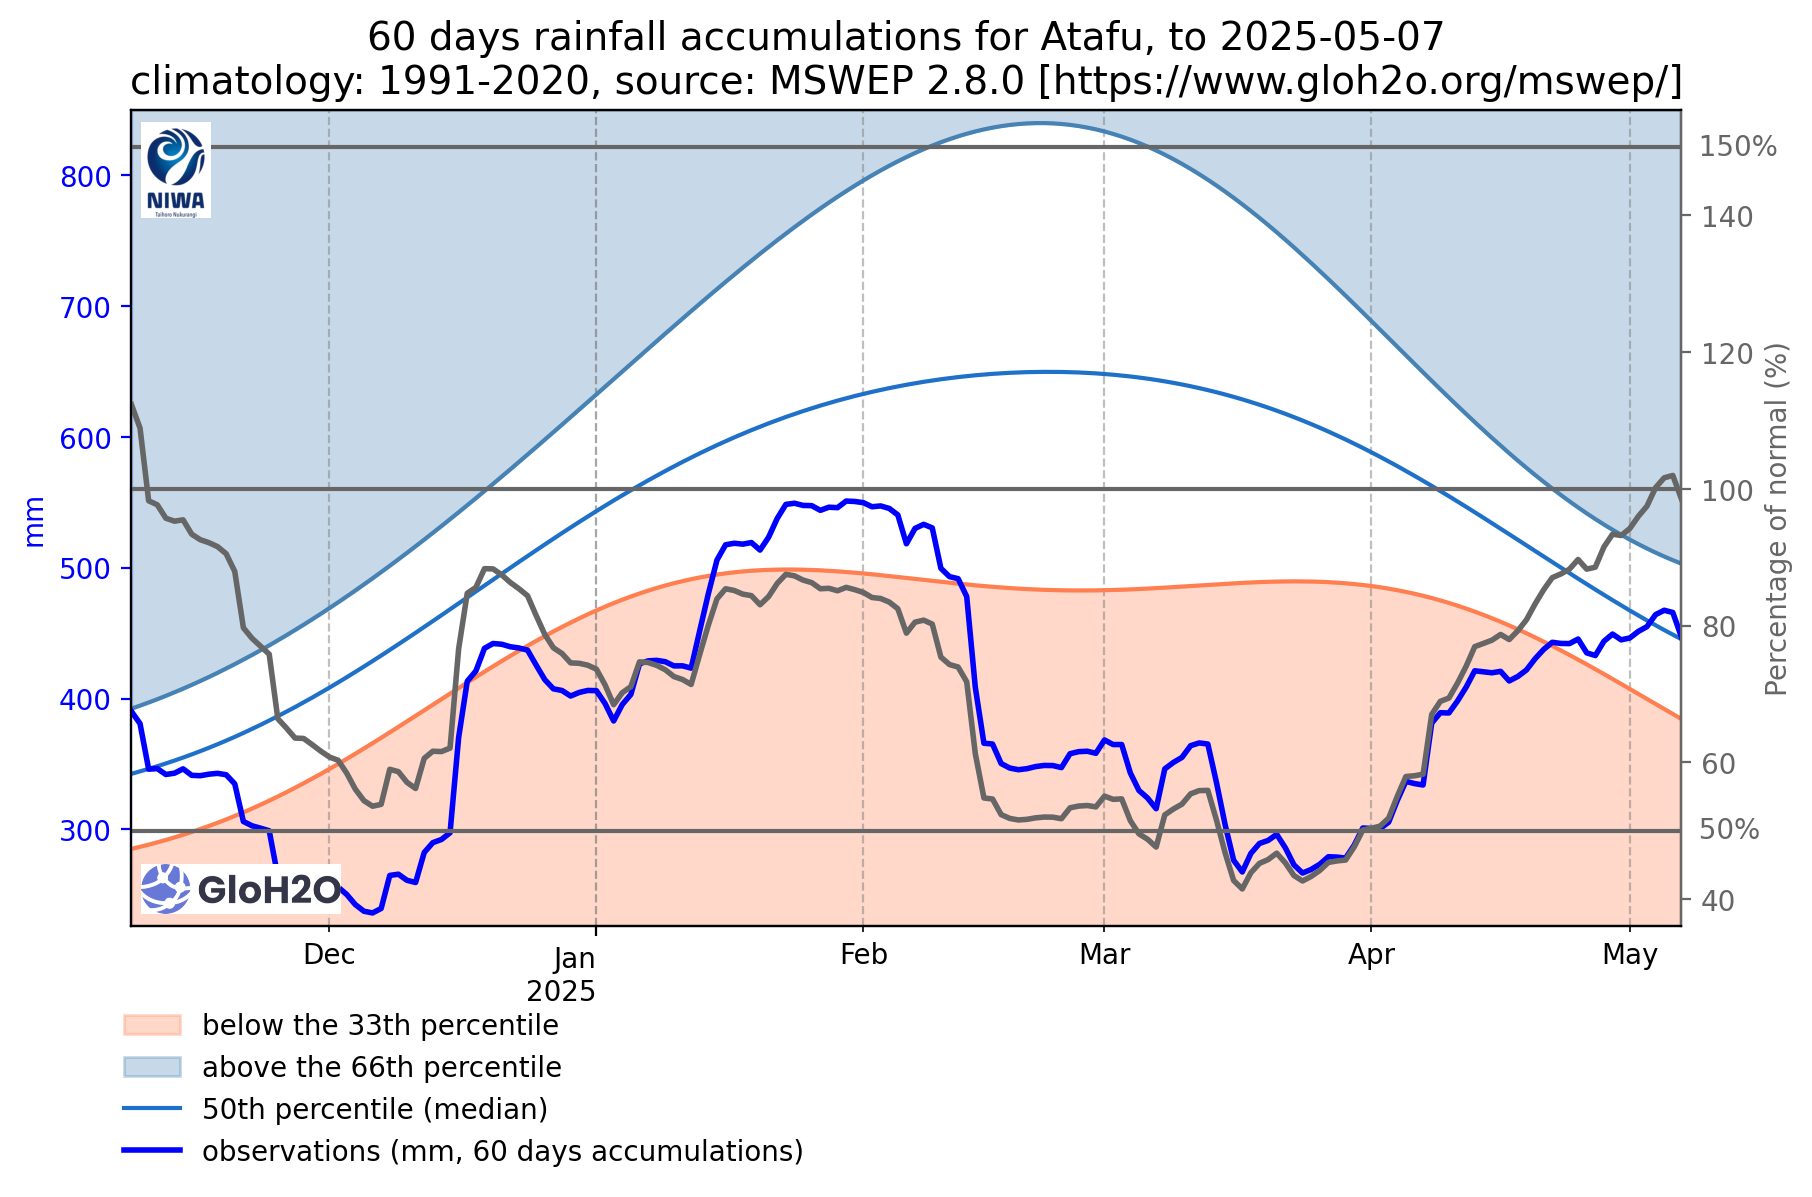 60 days rainfall accumulations for Atafu, to 2025-05-07
climatology: 1991-2020, source: MSWEP 2.8.0 [https://www.gloh2o.org/mswep/]
NIWA
Taihoro Nukurangi
800
700
600
500
400
300
mm
150%
140
120
100
80
60
50%
40
Percentage of normal (%)
GloH2O
Dec
Jan
2025
Feb
Mar
Apr
May
below the 33th percentile
above the 66th percentile
50th percentile (median)
observations (mm, 60 days accumulations)